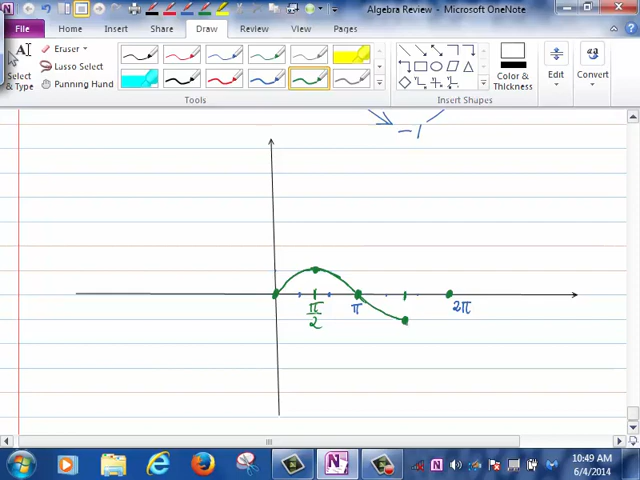 Algebra Review - Microsoft OneNote
File Home Insert Share Draw Review View
Eraser
Lasso Select
Panning Hand
Select & Type
Color & Thickness
Edit
Convert
Tools
Insert Shapes
-1
π/2 π 2π
10:49 AM
6/4/2014